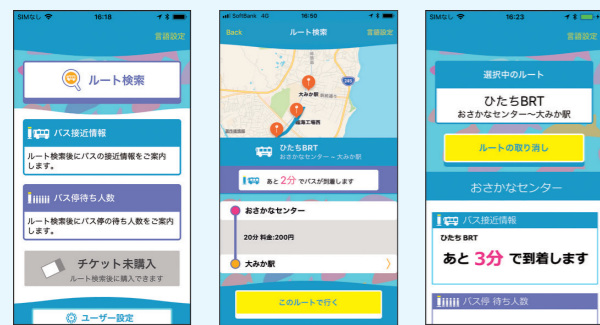 SIMなし 16:18
言語設定
ルート検索
バス接近情報
ルート検索後にバスの接近情報をご案内
します。
バス停待ち人数
ルート検索後にバス停の待ち人数をご案内
します。
チケット未購入
ルート検索後に購入できます
ユーザー設定
SoftBank 4G 16:50
Back ルート検索 言語設定
245
大みか駅
臨海工場西
ひたちBRT
おさかなセンター ~ 大みか駅
あと 2分 でバスが到着します
おさかなセンター
20分 料金:200円
大みか駅
このルートで行く
SIMなし 16:23
言語設定
選択中のルート
ひたちBRT
おさかなセンター〜大みか駅
ルートの取り消し
おさかなセンター
バス接近情報
ひたち BRT
あと 3分 で到着します
バス停 待ち人数